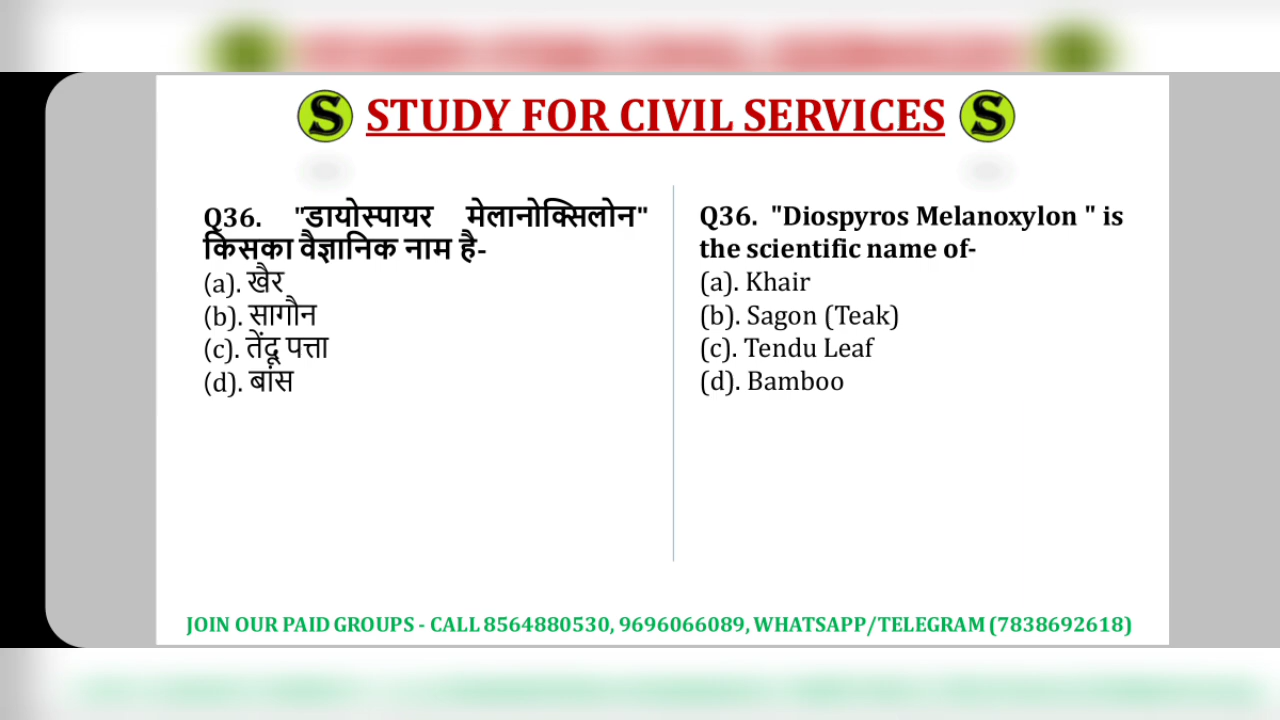 S STUDY FOR CIVIL SERVICES S
Q36. "डायोस्पायर मेलानोक्सिलोन"
किसका वैज्ञानिक नाम है-
(a). खैर
(b). सागौन
(c). तेंदू पत्ता
(d). बांस
Q36. "Diospyros Melanoxylon " is
the scientific name of-
(a). Khair
(b). Sagon (Teak)
(c). Tendu Leaf
(d). Bamboo
JOIN OUR PAID GROUPS - CALL 8564880530, 9696066089, WHATSAPP/TELEGRAM (7838692618)